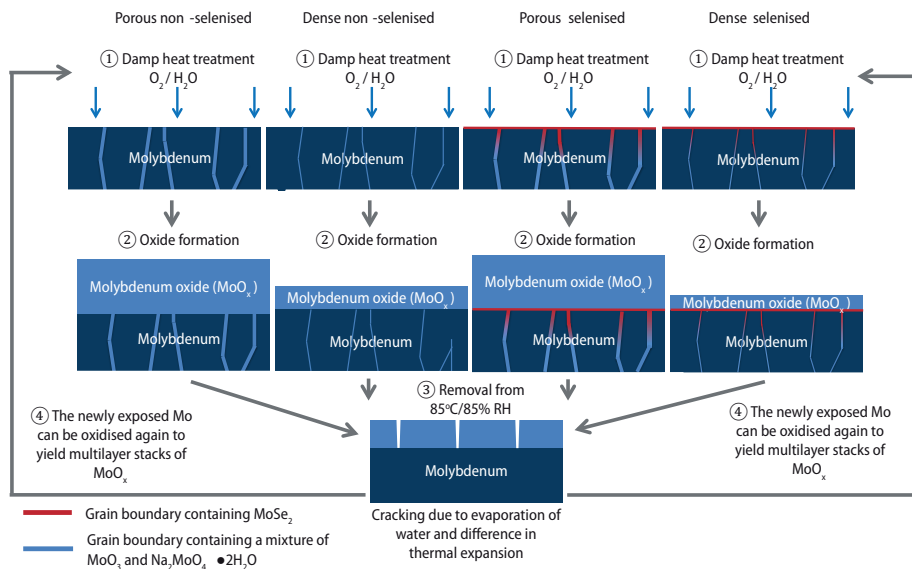 Porous non -selenised
Dense non -selenised
Porous selenised
Dense selenised
① Damp heat treatment
O₂ / H₂O
① Damp heat treatment
O₂ / H₂O
① Damp heat treatment
O₂ / H₂O
① Damp heat treatment
O₂ / H₂O
Molybdenum
Molybdenum
Molybdenum
Molybdenum
② Oxide formation
② Oxide formation
② Oxide formation
② Oxide formation
Molybdenum oxide (MoOₓ)
Molybdenum oxide (MoOₓ)
Molybdenum oxide (MoOₓ)
Molybdenum oxide (MoOₓ)
Molybdenum
Molybdenum
Molybdenum
Molybdenum
③ Removal from
85°C/85% RH
④ The newly exposed Mo
can be oxidised again to
yield multilayer stacks of
MoOₓ
④ The newly exposed Mo
can be oxidised again to
yield multilayer stacks of
MoOₓ
Molybdenum
Cracking due to evaporation of
water and difference in
thermal expansion
Grain boundary containing MoSe₂
Grain boundary containing a mixture of
MoO₃ and Na₂MoO₄ •2H₂O